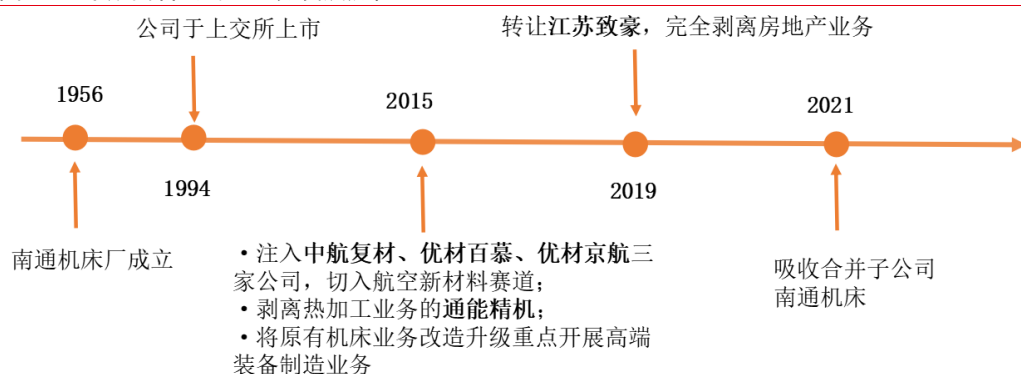 公司于上交所上市
转让江苏致豪，完全剥离房地产业务
1956
2015
2021
1994
2019
南通机床厂成立
·注入中航复材、优材百慕、优材京航三
家公司，切入航空新材料赛道；
·剥离热加工业务的通能精机；
·将原有机床业务改造升级重点开展高端
装备制造业务
吸收合并子公司
南通机床